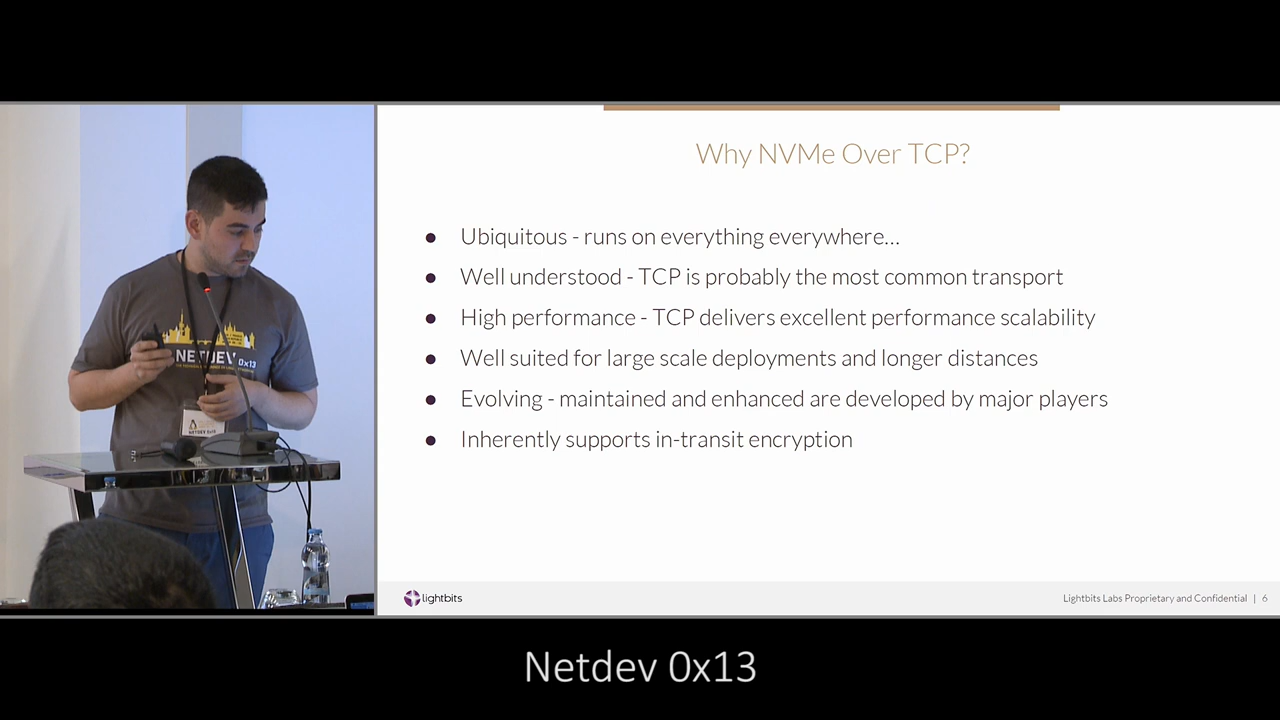 NETDEV 0x13
NETDEV 0x13
Why NVMe Over TCP?
● Ubiquitous - runs on everything everywhere...
● Well understood - TCP is probably the most common transport
● High performance - TCP delivers excellent performance scalability
● Well suited for large scale deployments and longer distances
● Evolving - maintained and enhanced are developed by major players
● Inherently supports in-transit encryption
lightbits
Lightbits Labs Proprietary and Confidential | 6
Netdev 0x13